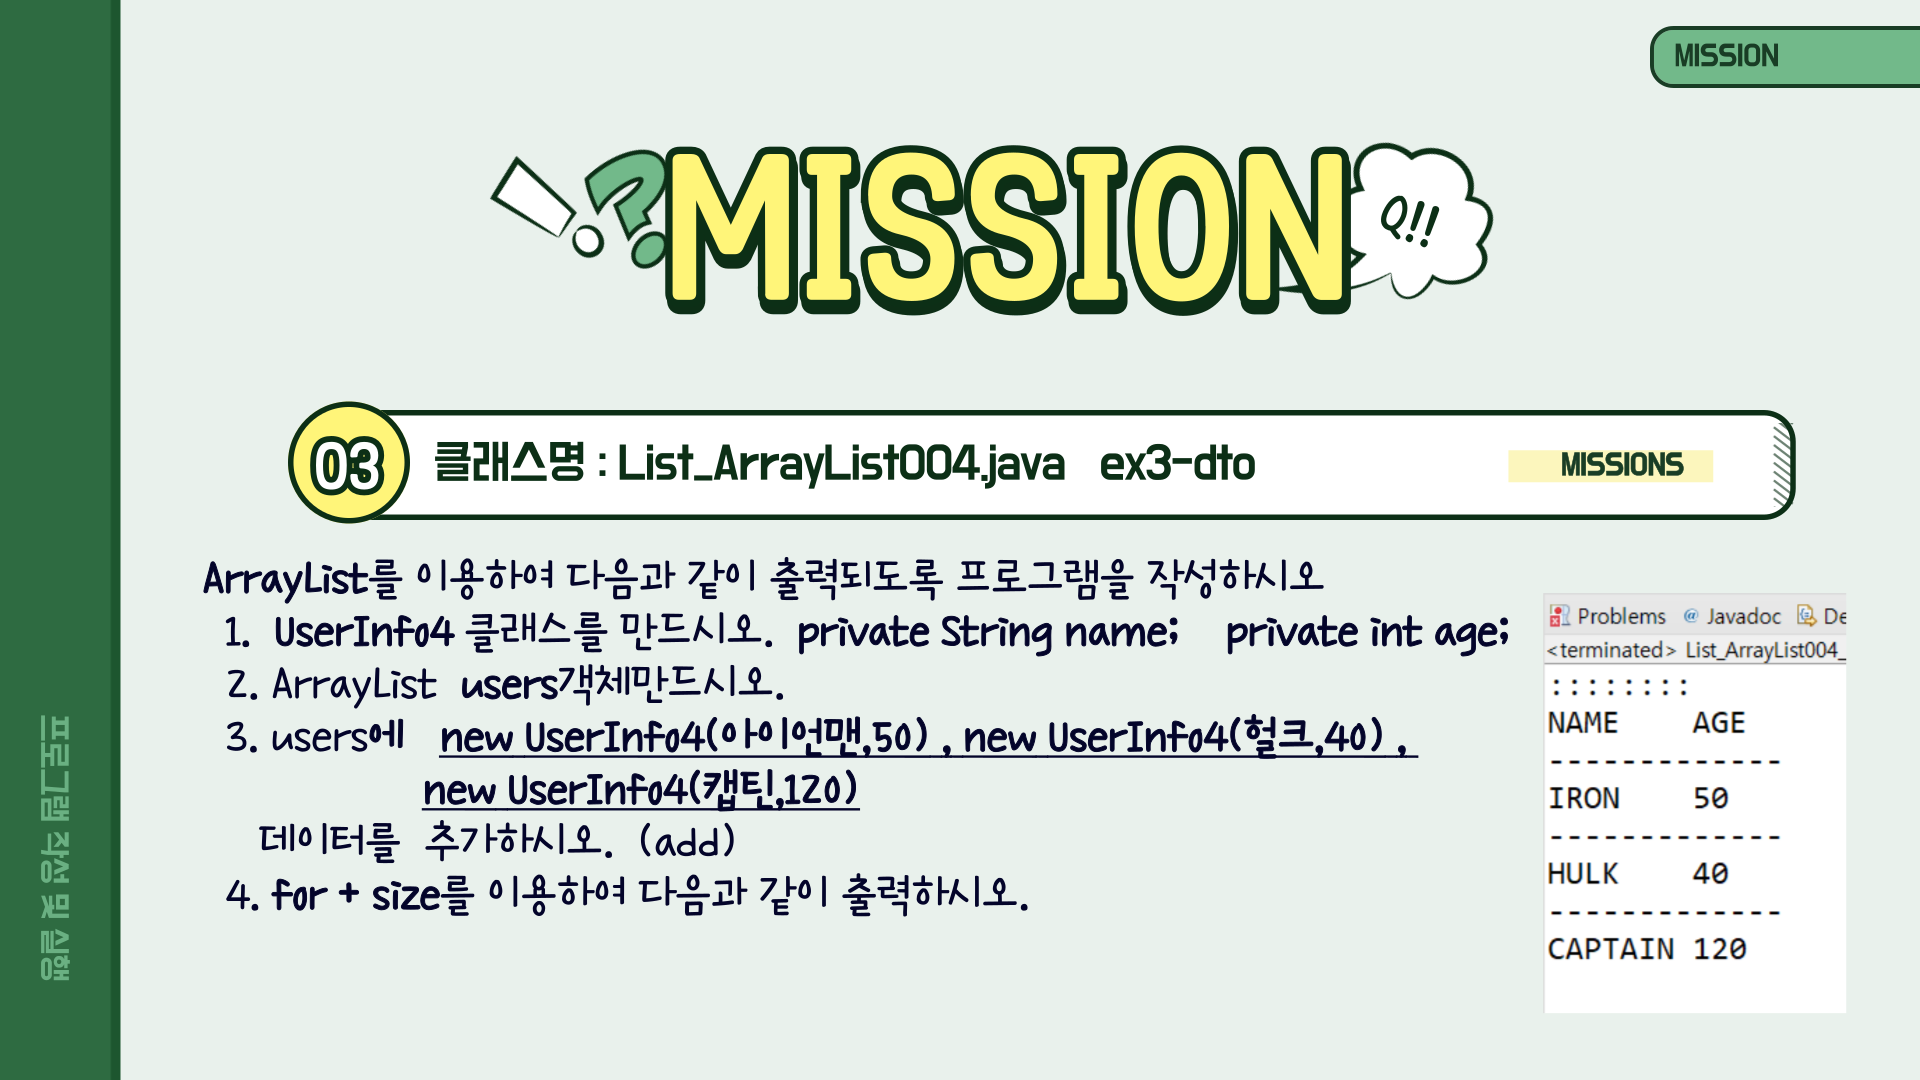 MISSION
MISSION
Q!!
03 클래스명 : List_ArrayList004.java ex3-dto MISSIONS
ArrayList를 이용하여 다음과 같이 출력되도록 프로그램을 작성하시오
1. UserInfo4 클래스를 만드시오. private String name; private int age;
2. ArrayList users객체만드시오.
3. users에 new UserInfo4(아이언맨,50) , new UserInfo4(헐크,40) ,
new UserInfo4(캡틴,120)
데이터를 추가하시오. (add)
4. for + size를 이용하여 다음과 같이 출력하시오.
Problems @ Javadoc De
<terminated> List_ArrayList004_
::::::::
NAME AGE
-------------
IRON 50
-------------
HULK 40
-------------
CAPTAIN 120
프로그램 작성 및 실행